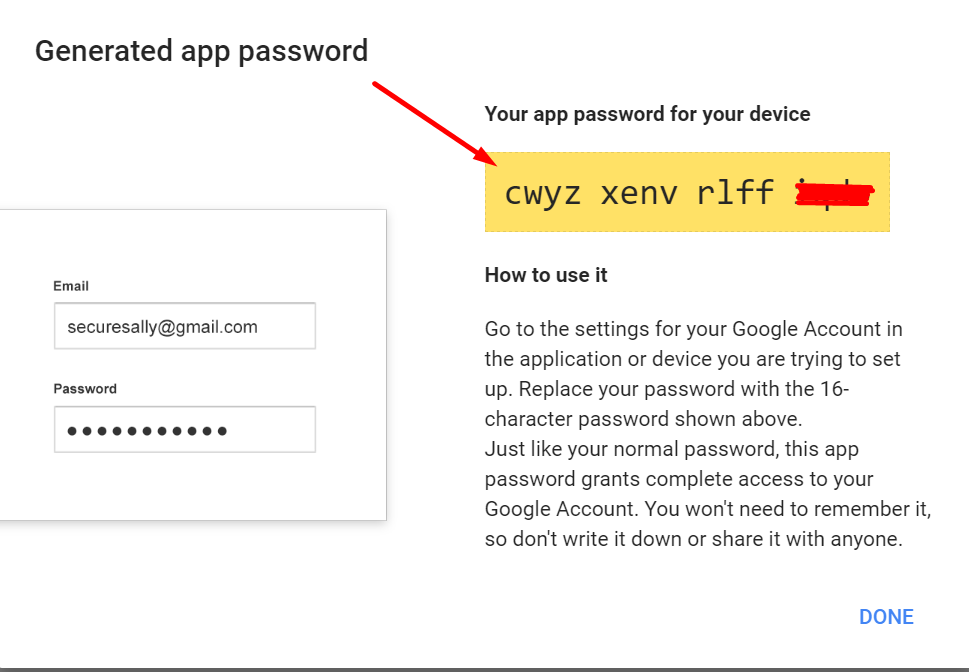 Generated app password
Your app password for your device
cwyz xenv rlff
How to use it
Email
securesally@gmail.com
Password
Go to the settings for your Google Account in
the application or device you are trying to set
up. Replace your password with the 16-
character password shown above.
Just like your normal password, this app
password grants complete access to your
Google Account. You won't need to remember it,
so don't write it down or share it with anyone.
DONE